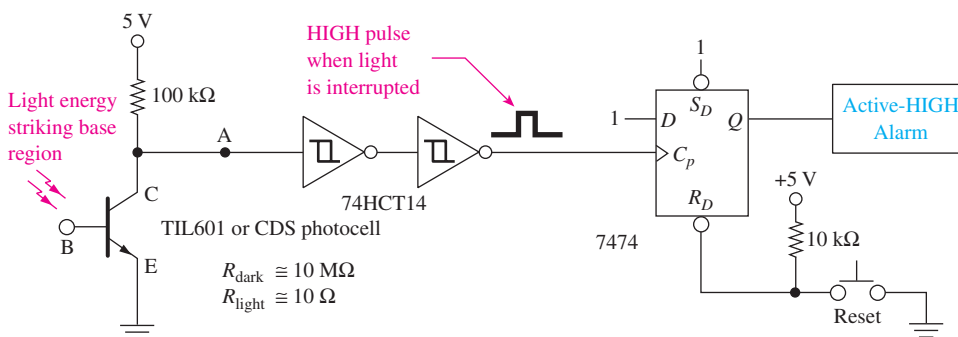 5 V
100 kΩ
Light energy
striking base
region
A
C
B
E
TIL601 or CDS photocell
R_dark ≅ 10 MΩ
R_light ≅ 10 Ω
74HCT14
HIGH pulse
when light
is interrupted
1
S_D
1
D
Q
C_p
R_D
7474
Active-HIGH
Alarm
+5 V
10 kΩ
Reset